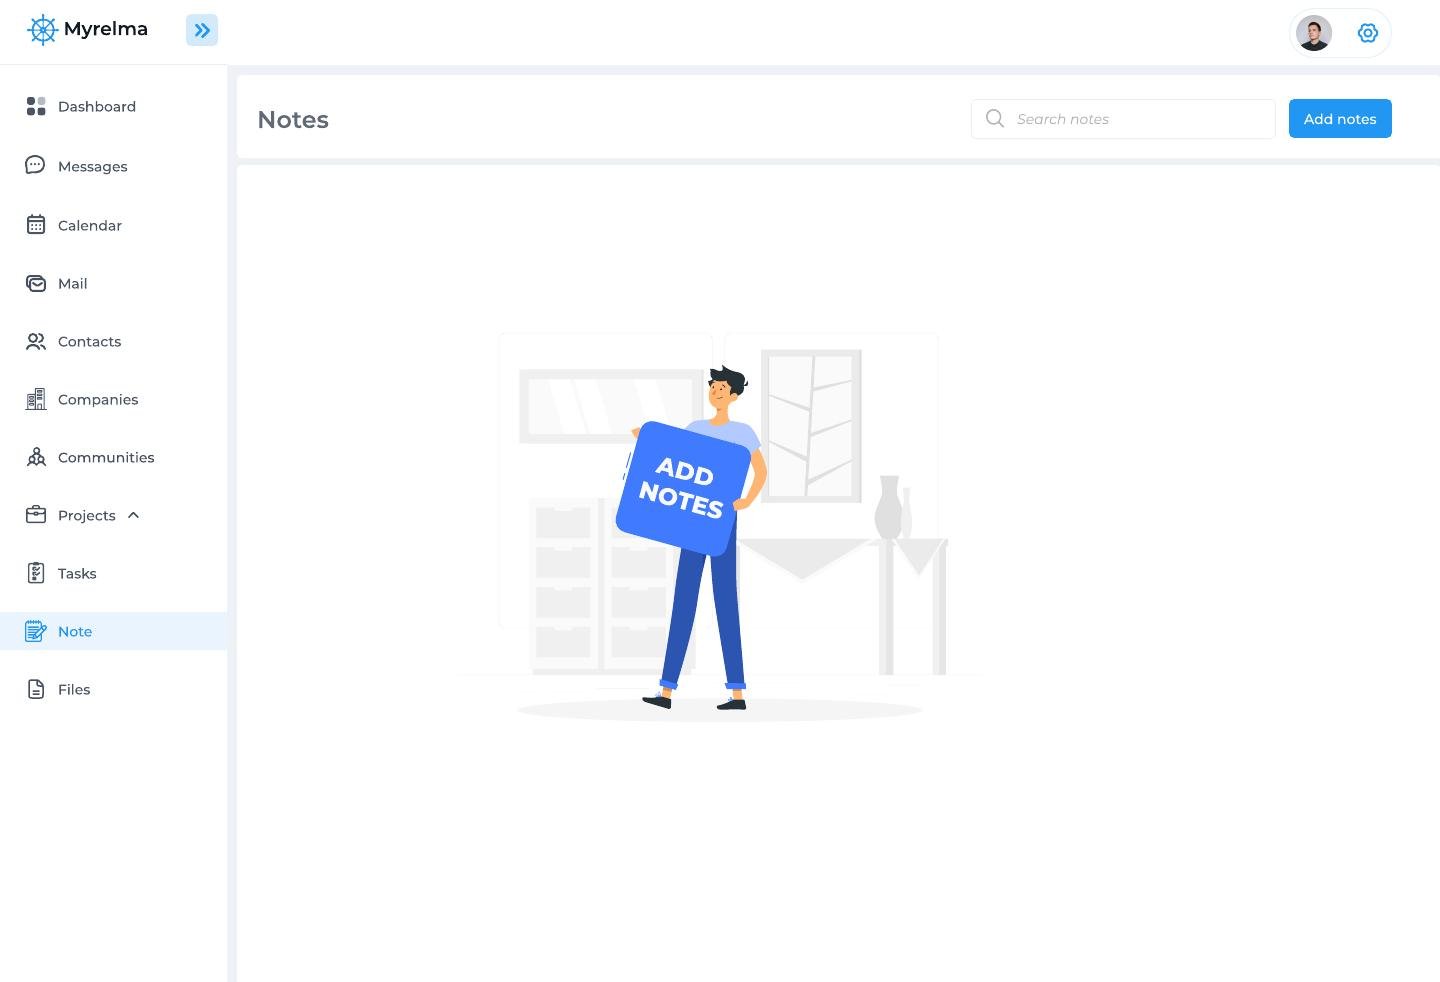 Myrelma
Dashboard
Messages
Calendar
Mail
Contacts
Companies
Communities
Projects
Tasks
Note
Files
Notes
Search notes
Add notes
ADD
NOTES